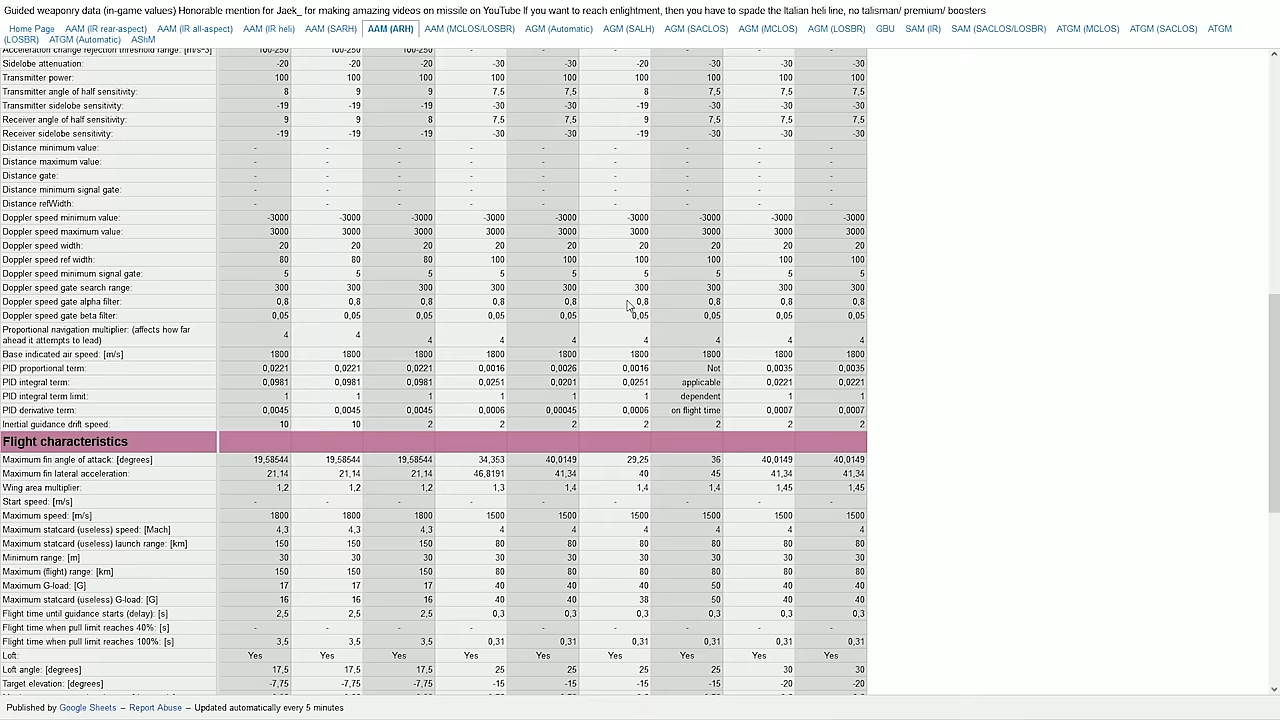 Guided weaponry data (in-game values) Honorable mention for Jaek_ for making amazing videos on missile on YouTube If you want to reach enlightment, then you have to spade the Italian heli line, no talisman/ premium/ boosters
Home Page AAM (IR rear-aspect) AAM (IR all-aspect) AAM (IR heli) AAM (SARH) AAM (ARH) AAM (MCLOS/LOSBR) AGM (Automatic) AGM (SALH) AGM (SACLOS) AGM (MCLOS) AGM (LOSBR) GBU SAM (IR) SAM (SACLOS/LOSBR) ATGM (MCLOS) ATGM (SACLOS) ATGM
(LOSBR) ATGM (Automatic) AShM
Acceleration change rejection threshold range: [m/s^3] 100-250 100-250 100-250
Sidelobe attenuation: -20 -20 -20 -30 -30 -20 -30 -30 -30
Transmitter power: 100 100 100 100 100 100 100 100 100
Transmitter angle of half sensitivity: 8 9 9 7,5 7,5 8 7,5 7,5 7,5
Transmitter sidelobe sensitivity: -19 -19 -19 -30 -30 -19 -30 -30 -30
Receiver angle of half sensitivity: 9 9 8 7,5 7,5 9 7,5 7,5 7,5
Receiver sidelobe sensitivity: -19 -19 -19 -30 -30 -19 -30 -30 -30
Distance minimum value: - - - - - - - - -
Distance maximum value: - - - - - - - - -
Distance gate: - - - - - - - - -
Distance minimum signal gate: - - - - - - - - -
Distance refWidth: - - - - - - - - -
Doppler speed minimum value: -3000 -3000 -3000 -3000 -3000 -3000 -3000 -3000 -3000
Doppler speed maximum value: 3000 3000 3000 3000 3000 3000 3000 3000 3000
Doppler speed width: 20 20 20 20 20 20 20 20 20
Doppler speed ref width: 80 80 80 100 100 100 100 100 100
Doppler speed minimum signal gate: 5 5 5 5 5 5 5 5 5
Doppler speed gate search range: 300 300 300 300 300 300 300 300 300
Doppler speed gate alpha filter: 0,8 0,8 0,8 0,8 0,8 0,8 0,8 0,8 0,8
Doppler speed gate beta filter: 0,05 0,05 0,05 0,05 0,05 0,05 0,05 0,05 0,05
Proportional navigation multiplier: (affects how far
ahead it attempts to lead) 4 4 4 4 4 4 4 4 4
Base indicated air speed: [m/s] 1800 1800 1800 1800 1800 1800 1800 1800 1800
PID proportional term: 0,0221 0,0221 0,0221 0,0016 0,0026 0,0016 Not 0,0035 0,0035
PID integral term: 0,0981 0,0981 0,0981 0,0251 0,0201 0,0251 applicable 0,0221 0,0221
PID integral term limit: 1 1 1 1 1 1 dependent 1 1
PID derivative term: 0,0045 0,0045 0,0045 0,0006 0,00045 0,0006 on flight time 0,0007 0,0007
Inertial guidance drift speed: 10 10 2 2 2 2 2 2 2
Flight characteristics
Maximum fin angle of attack: [degrees] 19,58544 19,58544 19,58544 34,353 40,0149 29,25 36 40,0149 40,0149
Maximum fin lateral acceleration: 21,14 21,14 21,14 46,8191 41,34 40 45 41,34 41,34
Wing area multiplier: 1,2 1,2 1,2 1,3 1,4 1,4 1,4 1,45 1,45
Start speed: [m/s] - - - - - - - - -
Maximum speed: [m/s] 1800 1800 1800 1500 1500 1500 1500 1500 1500
Maximum statcard (useless) speed: [Mach] 4,3 4,3 4,3 4 4 4 4 4 4
Maximum statcard (useless) launch range: [km] 150 150 150 80 80 80 80 80 80
Minimum range: [m] 30 30 30 30 30 30 30 30 30
Maximum (flight) range: [km] 150 150 150 80 80 80 80 80 80
Maximum G-load: [G] 17 17 17 40 40 40 50 40 40
Maximum statcard (useless) G-load: [G] 16 16 16 40 40 38 50 40 40
Flight time until guidance starts (delay): [s] 2,5 2,5 2,5 0,3 0,3 0,3 0,3 0,3 0,3
Flight time when pull limit reaches 40%: [s] - - - - - - - - -
Flight time when pull limit reaches 100%: [s] 3,5 3,5 3,5 0,31 0,31 0,31 0,31 0,31 0,31
Loft: Yes Yes Yes Yes Yes Yes Yes Yes Yes
Loft angle: [degrees] 17,5 17,5 17,5 25 25 25 25 30 30
Target elevation: [degrees] -7,75 -7,75 -7,75 -15 -15 -15 -15 -20 -20
Published by Google Sheets – Report Abuse – Updated automatically every 5 minutes